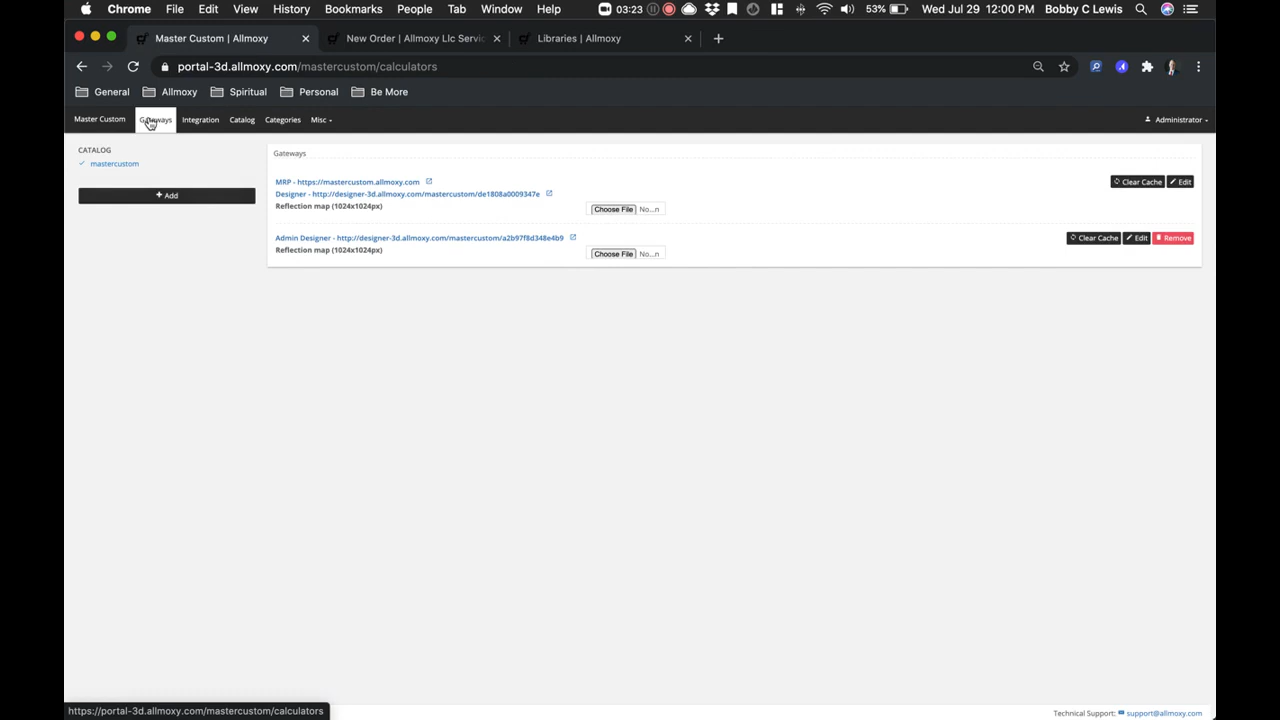 Chrome File Edit View History Bookmarks People Tab Window Help 03:23 53% Wed Jul 29 12:00 PM Bobby C Lewis
Master Custom | Allmoxy
New Order | Allmoxy Llc Servic
Libraries | Allmoxy
portal-3d.allmoxy.com/mastercustom/calculators
General Allmoxy Spiritual Personal Be More
Master Custom Gateways Integration Catalog Categories Misc Administrator
CATALOG
mastercustom
Add
Gateways
MRP - https://mastercustom.allmoxy.com
Clear Cache Edit
Designer - http://designer-3d.allmoxy.com/mastercustom/de1808a0009347e
Reflection map (1024x1024px) Choose File No...n
Admin Designer - http://designer-3d.allmoxy.com/mastercustom/a2b97f8d348e4b9
Clear Cache Edit Remove
Reflection map (1024x1024px) Choose File No...n
https://portal-3d.allmoxy.com/mastercustom/calculators
Technical Support: support@allmoxy.com